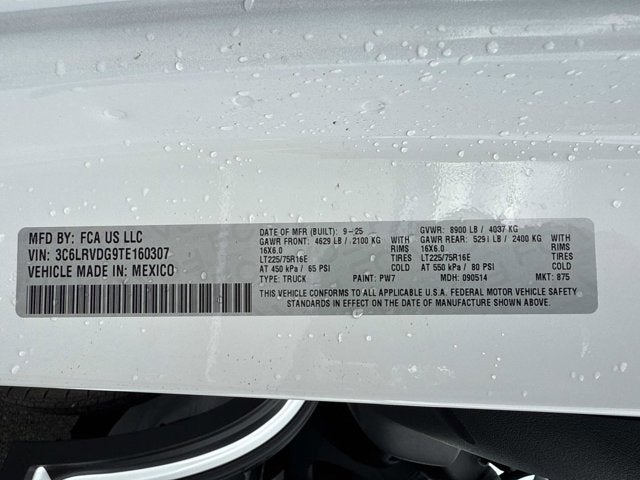 MFD BY: FCA US LLC
VIN: 3C6LRVDG9TE160307
VEHICLE MADE IN: MEXICO
DATE OF MFR (BUILT): 9-25
GAWR FRONT: 4629 LB / 2100 KG WITH
16X6.0 RIMS
LT225/75R16E TIRES
AT 450 kPa / 65 PSI COLD
TYPE: TRUCK PAINT: PW7
GVWR: 8900 LB / 4037 KG
GAWR REAR: 5291 LB / 2400 KG WITH
16X6.0 RIMS
LT225/75R16E TIRES
AT 550 kPa / 80 PSI COLD
MDH: 090514 MKT: 875
THIS VEHICLE CONFORMS TO ALL APPLICABLE U.S.A. FEDERAL MOTOR VEHICLE SAFETY
STANDARDS IN EFFECT ON THE DATE OF MANUFACTURE SHOWN ABOVE.